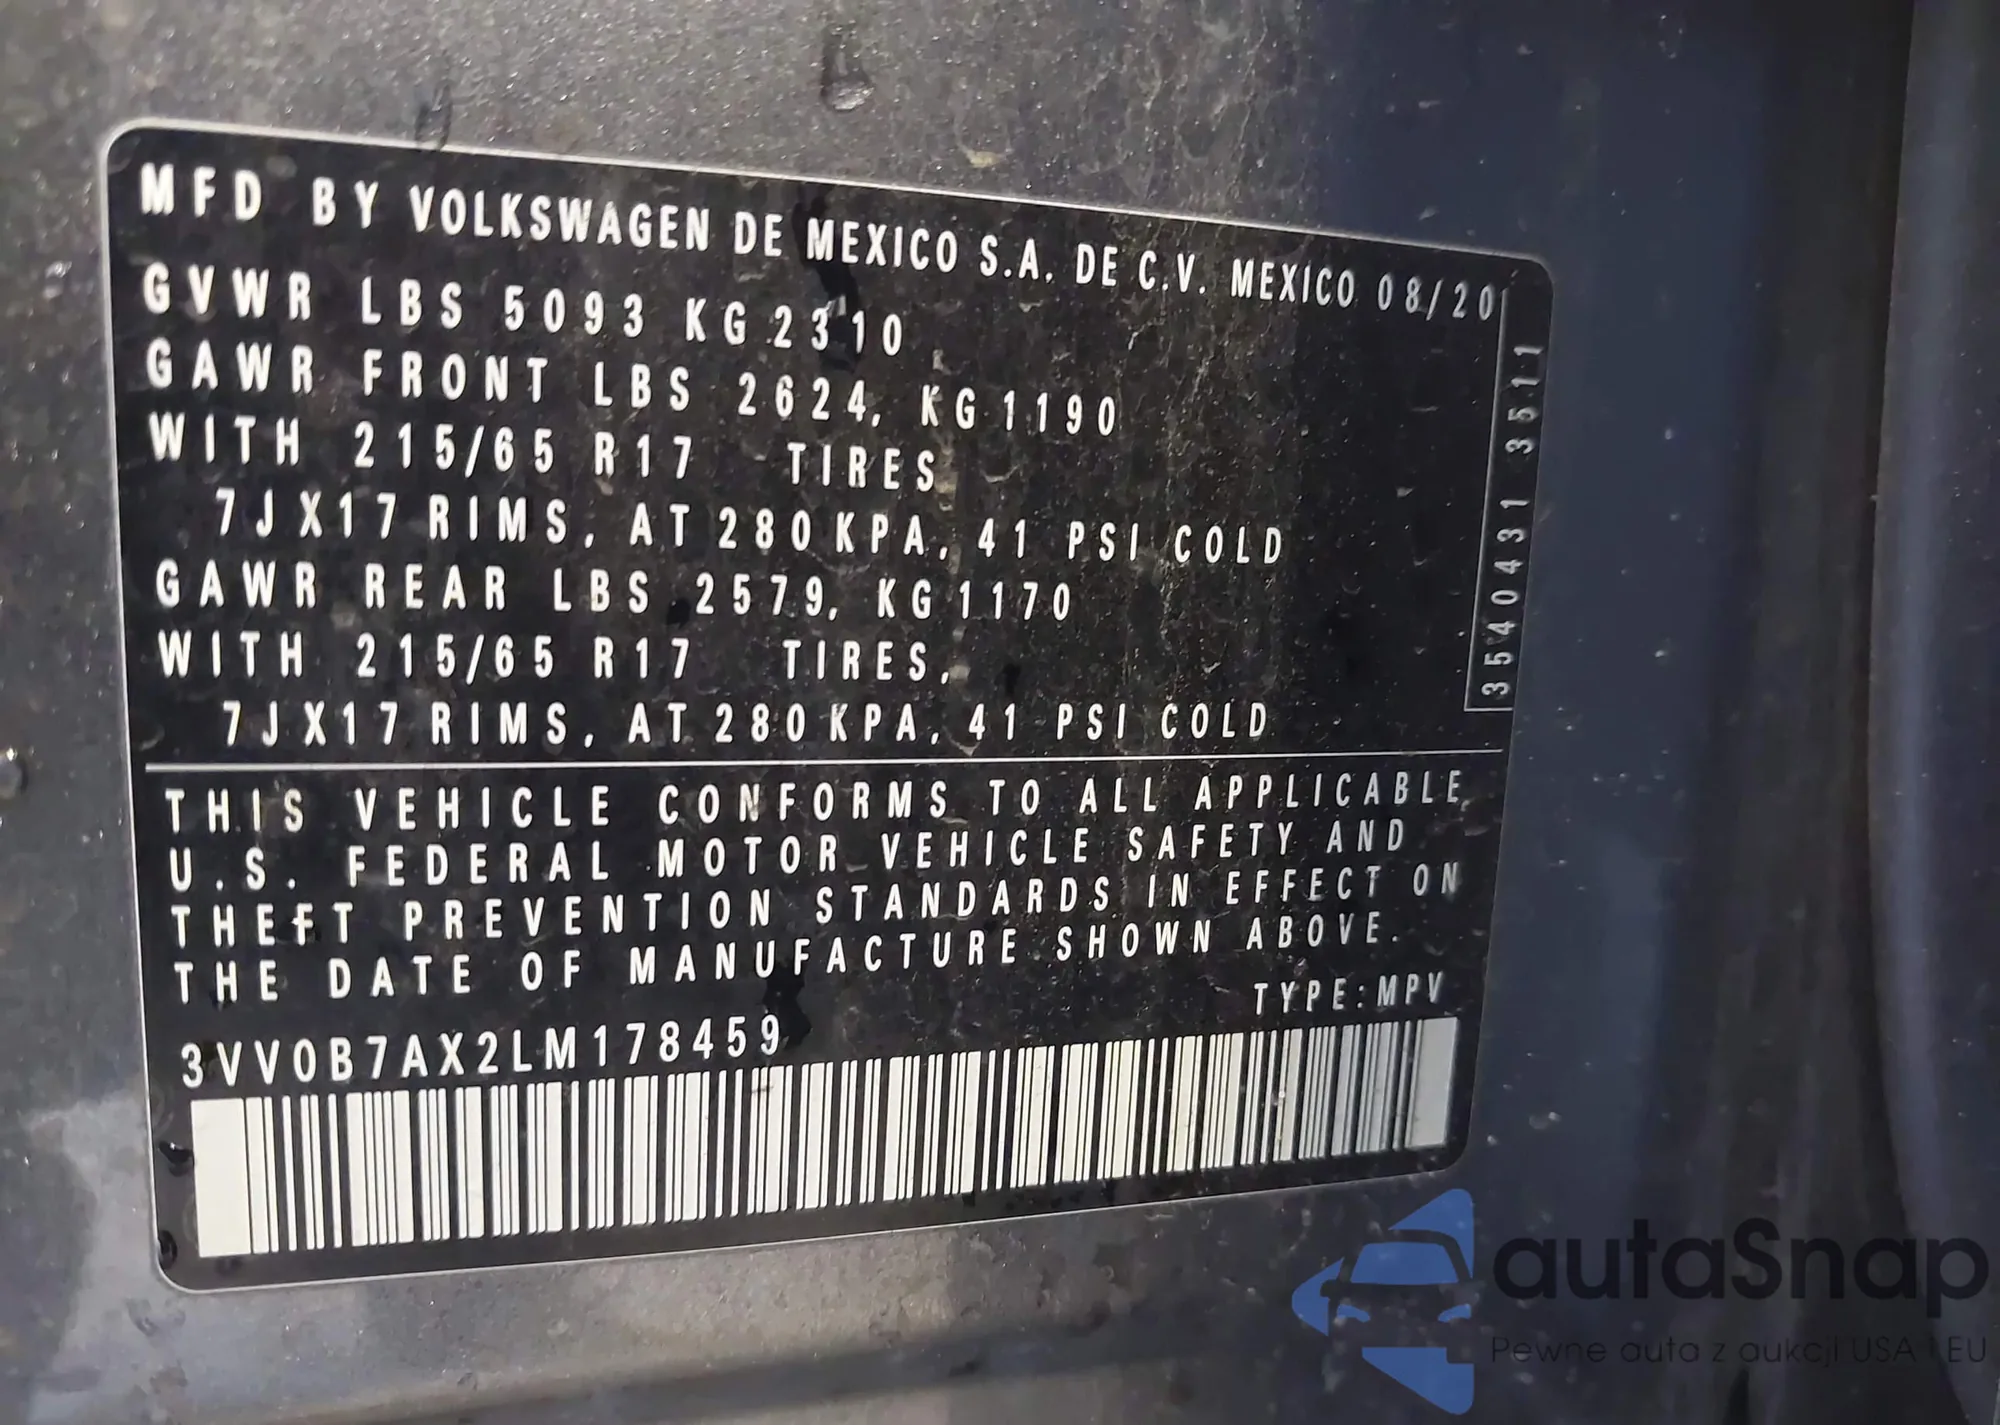 MFD BY VOLKSWAGEN DE MEXICO S.A. DE C.V. MEXICO 08/20
GVWR LBS 5093 KG 2310
GAWR FRONT LBS 2624, KG 1190
WITH 215/65 R17 TIRES
7JX17 RIMS, AT 280 KPA, 41 PSI COLD
GAWR REAR LBS 2579, KG 1170
WITH 215/65 R17 TIRES,
7JX17 RIMS, AT 280 KPA, 41 PSI COLD
3540431 3511
THIS VEHICLE CONFORMS TO ALL APPLICABLE
U.S. FEDERAL MOTOR VEHICLE SAFETY AND
THEFT PREVENTION STANDARDS IN EFFECT ON
THE DATE OF MANUFACTURE SHOWN ABOVE.
TYPE:MPV
3VV0B7AX2LM178459
autaSnap
Pewne auta z aukcji USA i EU